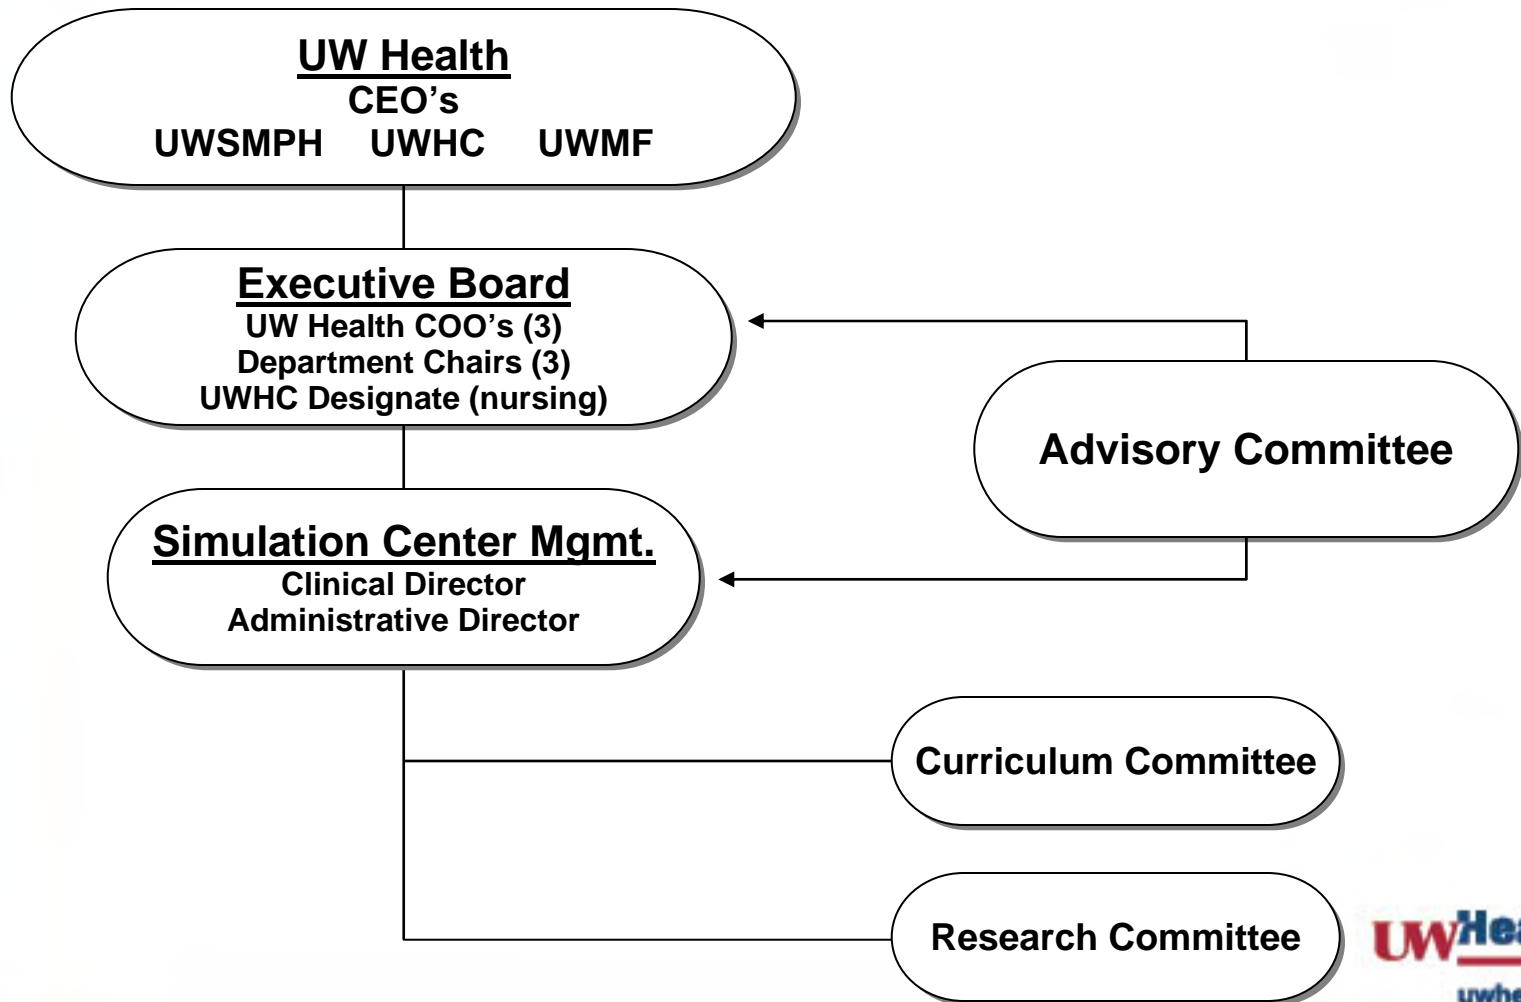 UW Health
CEO’s
UWSMPH UWHC UWMF
Executive Board
UW Health COO’s (3)
Department Chairs (3)
UWHC Designate (nursing)
Advisory Committee
Simulation Center Mgmt.
Clinical Director
Administrative Director
Curriculum Committee
Research Committee
UW